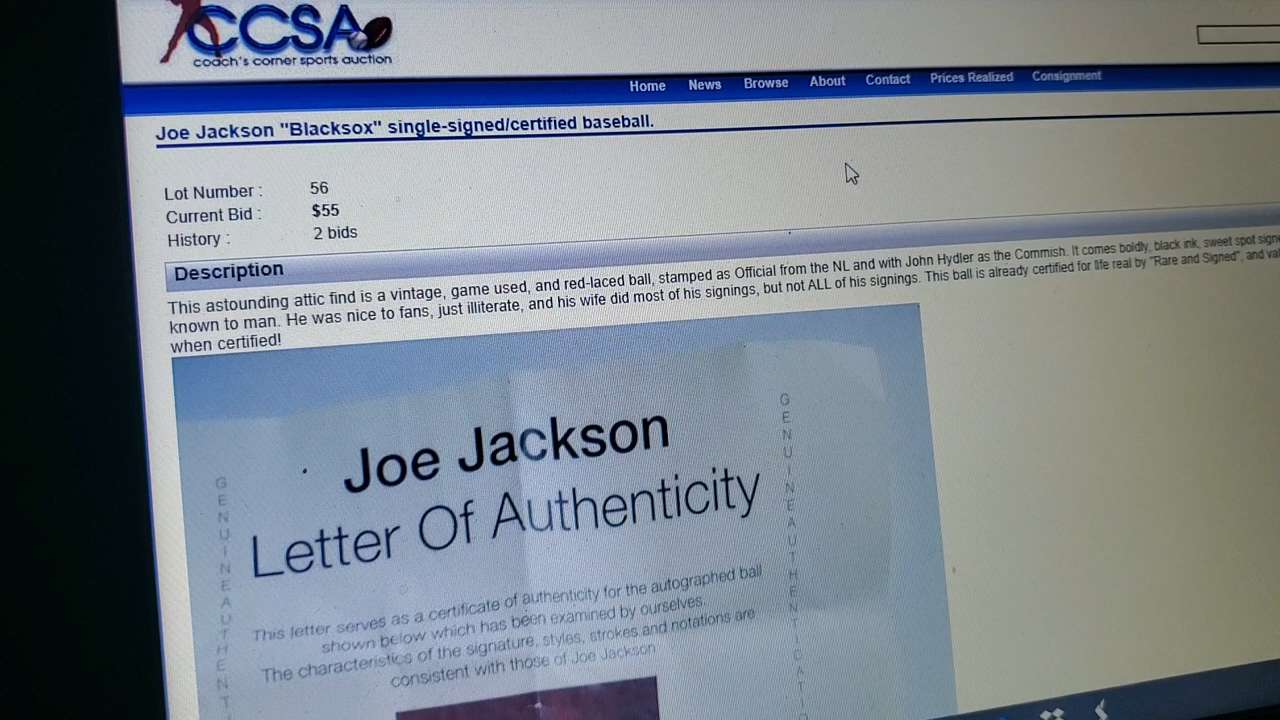 CCSA
coach's corner sports auction
Home News Browse About Contact Prices Realized Consignment
Joe Jackson "Blacksox" single-signed/certified baseball.
Lot Number : 56
Current Bid : $55
History : 2 bids
Description
This astounding attic find is a vintage, game used, and red-laced ball, stamped as Official from the NL and with John Hydler as the Commish. It comes boldly, black ink, sweet spot signe
known to man. He was nice to fans, just illiterate, and his wife did most of his signings, but not ALL of his signings. This ball is already certified for life real by "Rare and Signed", and va
when certified!
Joe Jackson
Letter Of Authenticity
This letter serves as a certificate of authenticity for the autographed ball
shown below which has been examined by ourselves.
The characteristics of the signature, styles, strokes and notations are
consistent with those of Joe Jackson
GENUINE AUTHENTI
GENUINE AUTHENTICATIO